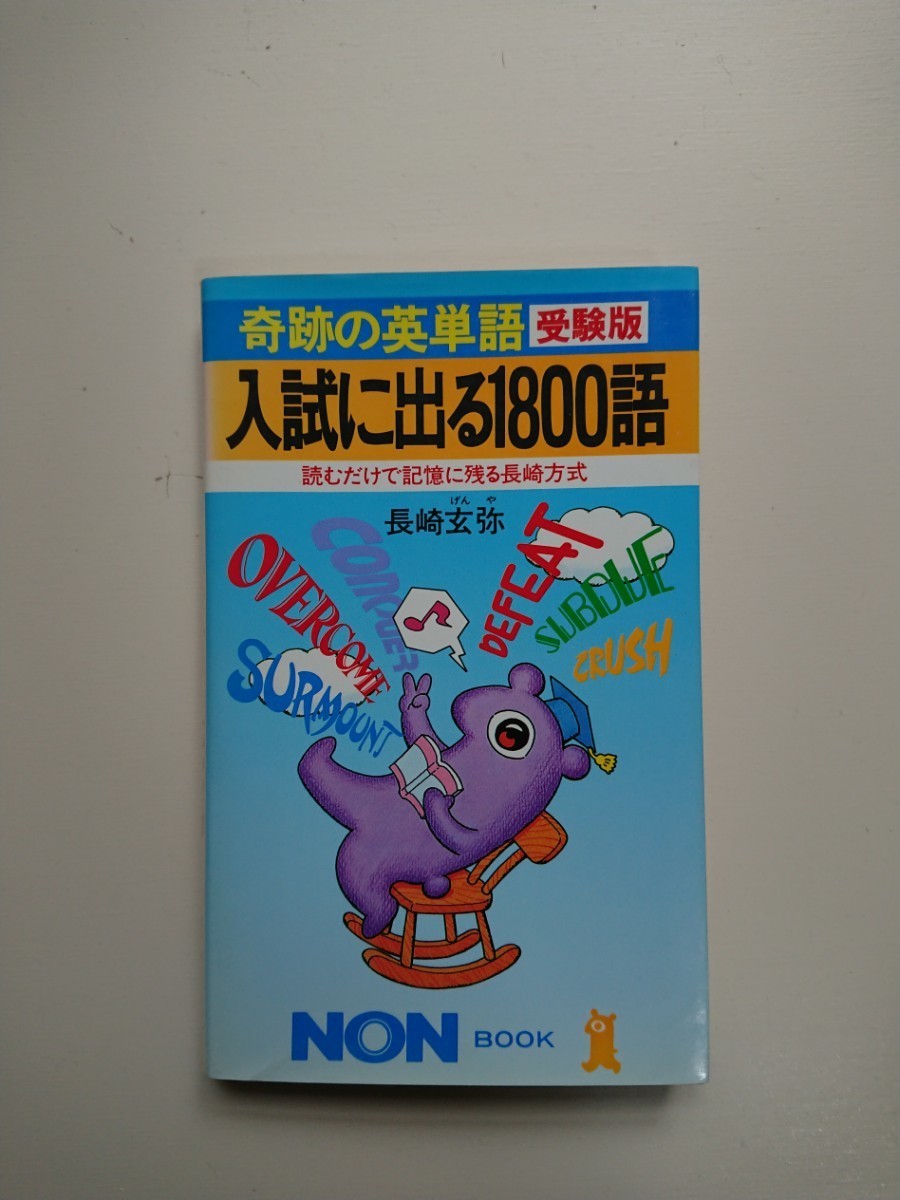 奇跡の英単語 受験版
入試に出る1800語
読むだけで記憶に残る長崎方式
げん や
長崎玄弥
CONQUER
OVERCOME
SURMOUNT
DEFEAT
SUBDUE
CRUSH
NON BOOK